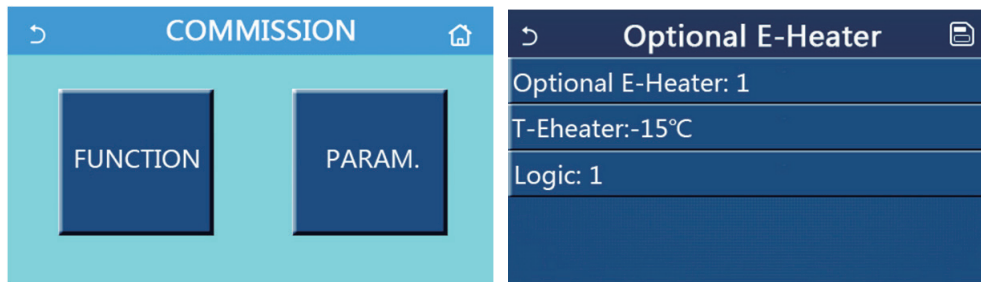 COMMISSION
FUNCTION
PARAM.
Optional E-Heater
Optional E-Heater: 1
T-Eheater:-15℃
Logic: 1